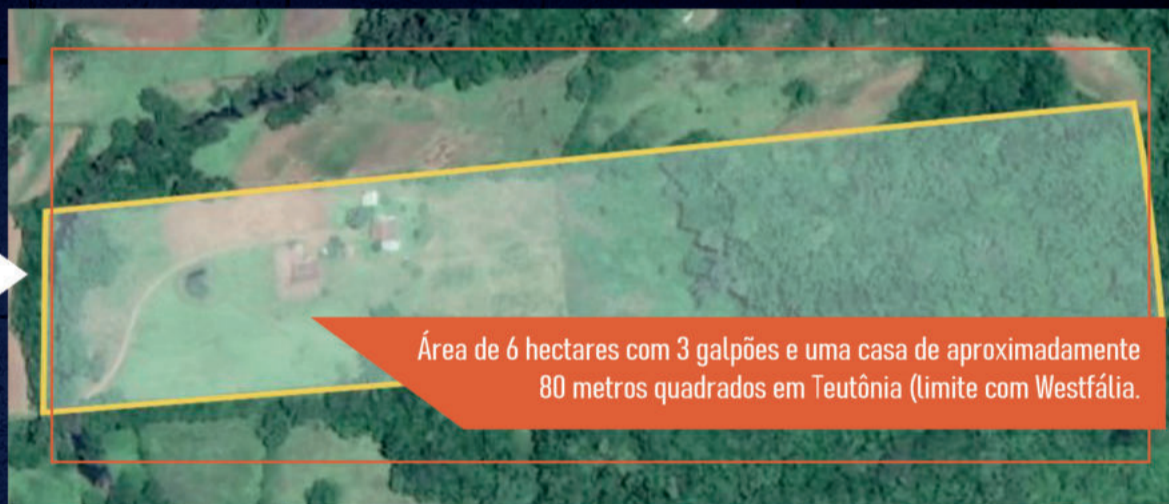 Área de 6 hectares com 3 galpões e uma casa de aproximadamente
80 metros quadrados em Teutônia (limite com Westfália.